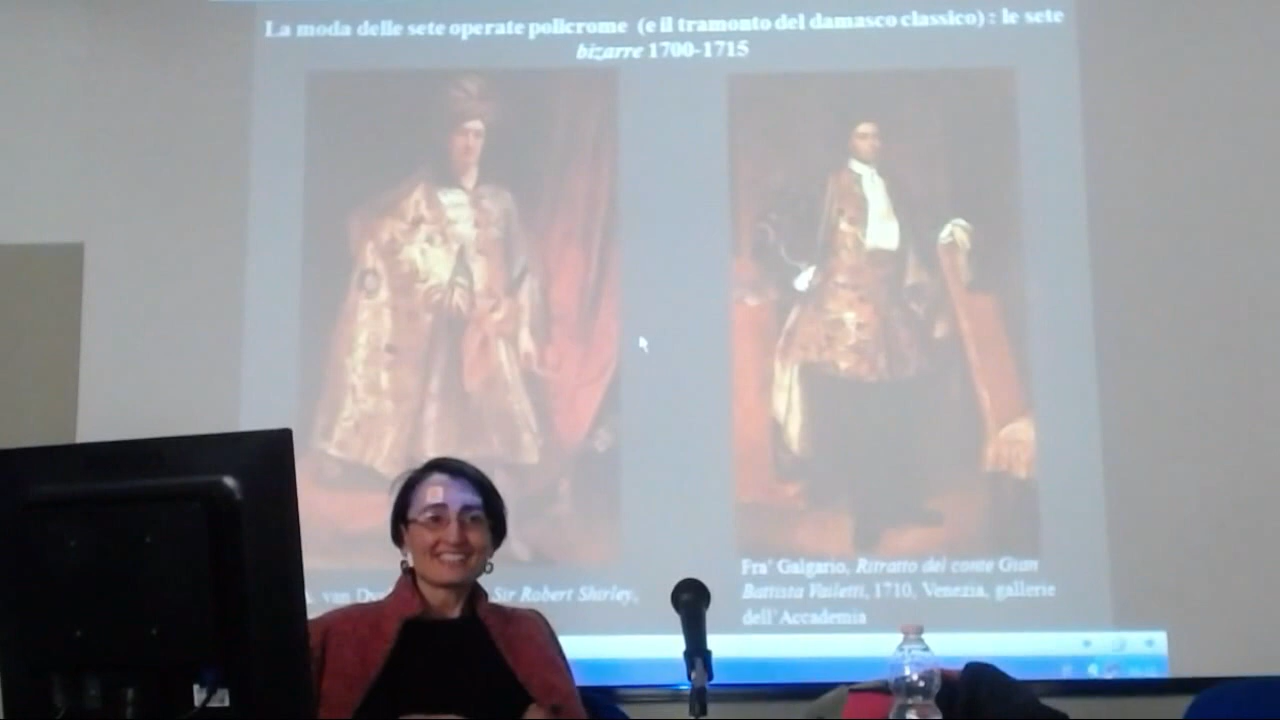 La moda delle sete operate policrome (e il tramonto del damasco classico) : le sete
bizarre 1700-1715
A. van Sir Robert Shirley,
Fra' Galgario, Ritratto del conte Gian
Battista Vailetti, 1710, Venezia, gallerie
dell'Accademia